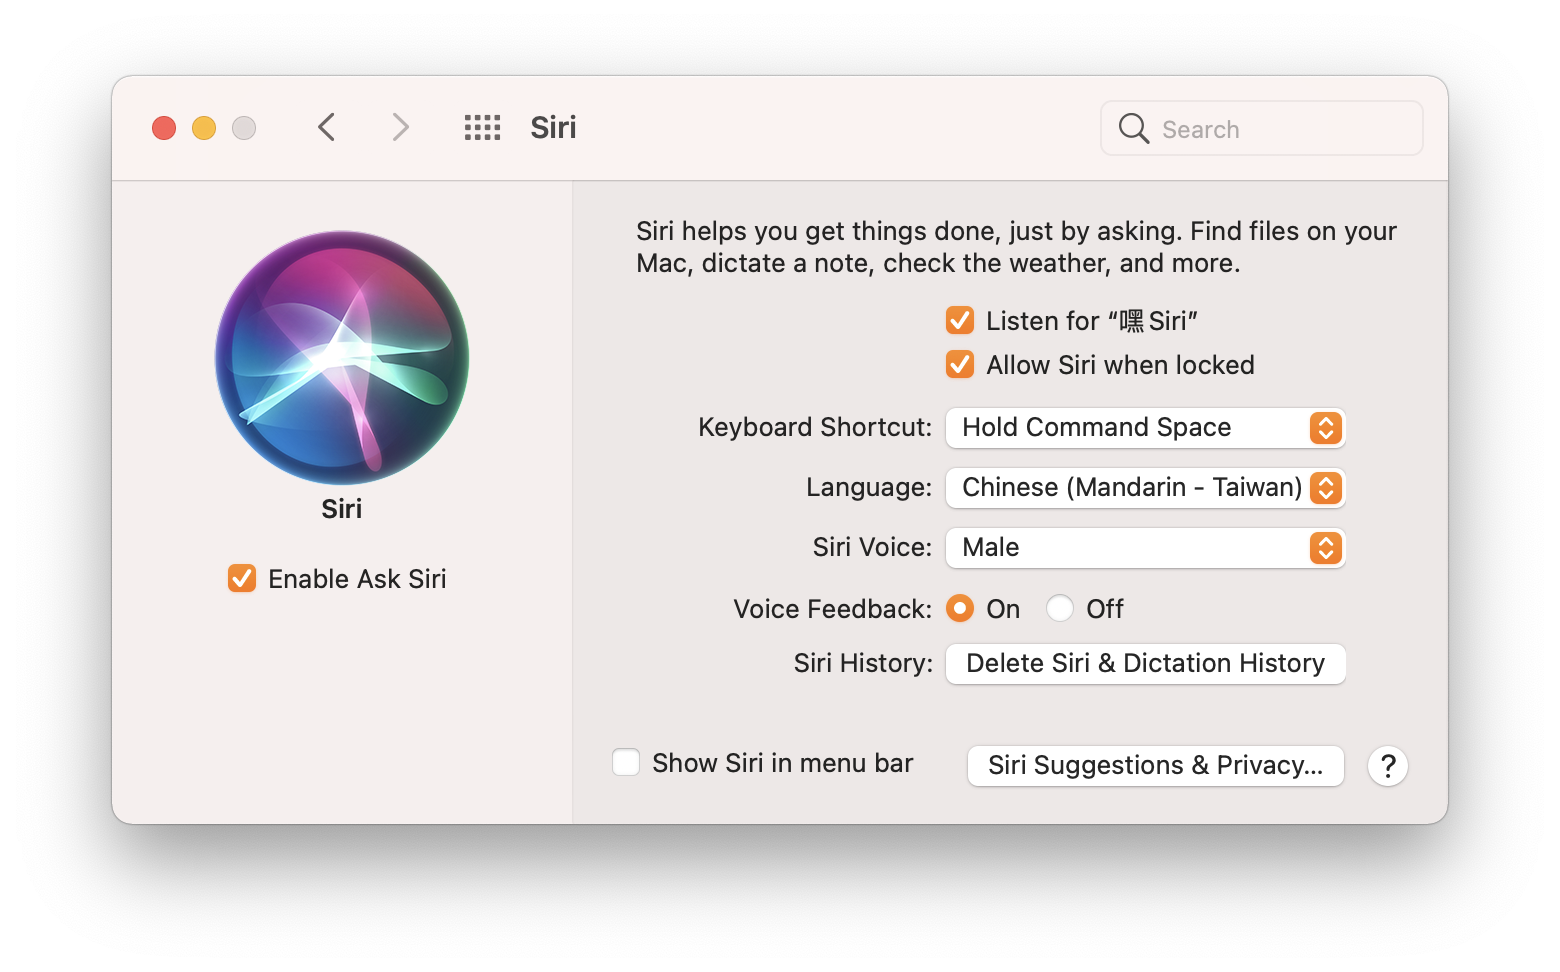 Siri
Search
Siri
Enable Ask Siri
Siri helps you get things done, just by asking. Find files on your
Mac, dictate a note, check the weather, and more.
Listen for “嘿 Siri”
Allow Siri when locked
Keyboard Shortcut: Hold Command Space
Language: Chinese (Mandarin - Taiwan)
Siri Voice: Male
Voice Feedback: On Off
Siri History: Delete Siri & Dictation History
Show Siri in menu bar Siri Suggestions & Privacy... ?